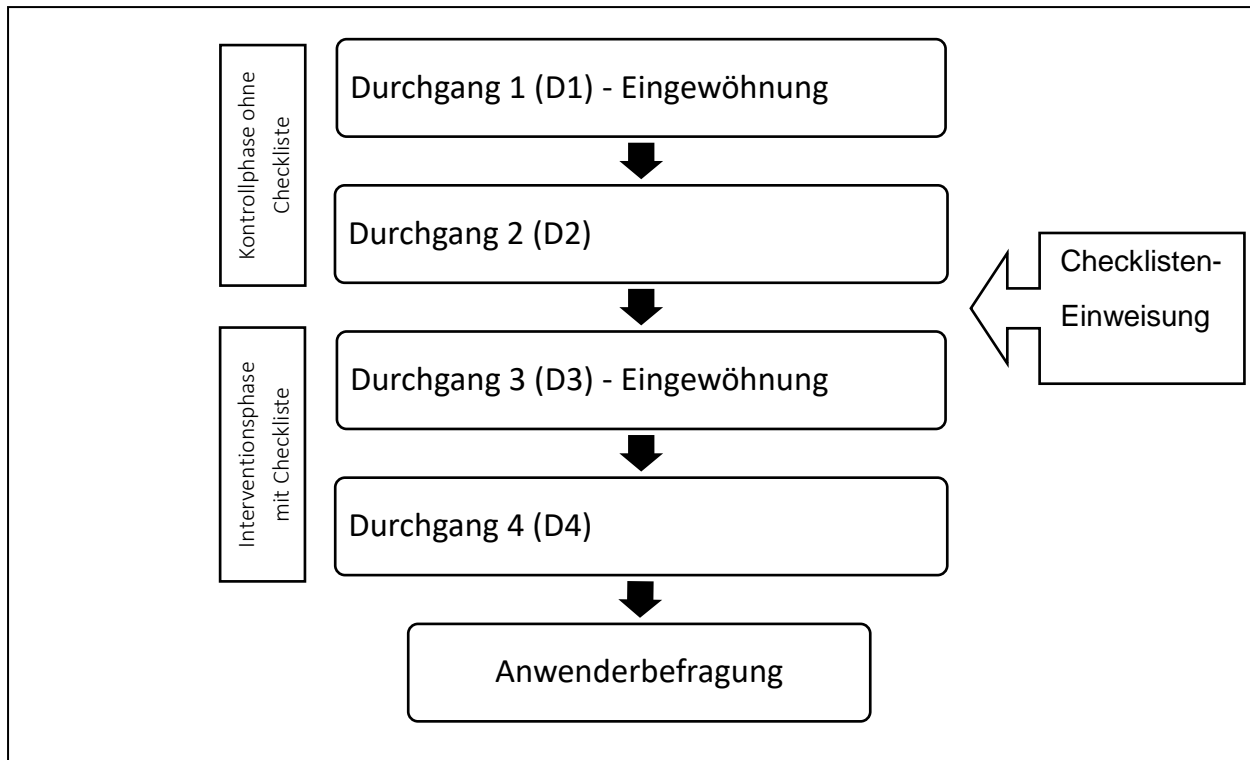 Kontrollphase ohne
Checkliste
Durchgang 1 (D1) - Eingewöhnung
Durchgang 2 (D2)
Checklisten-
Einweisung
Interventionsphase
mit Checkliste
Durchgang 3 (D3) - Eingewöhnung
Durchgang 4 (D4)
Anwenderbefragung